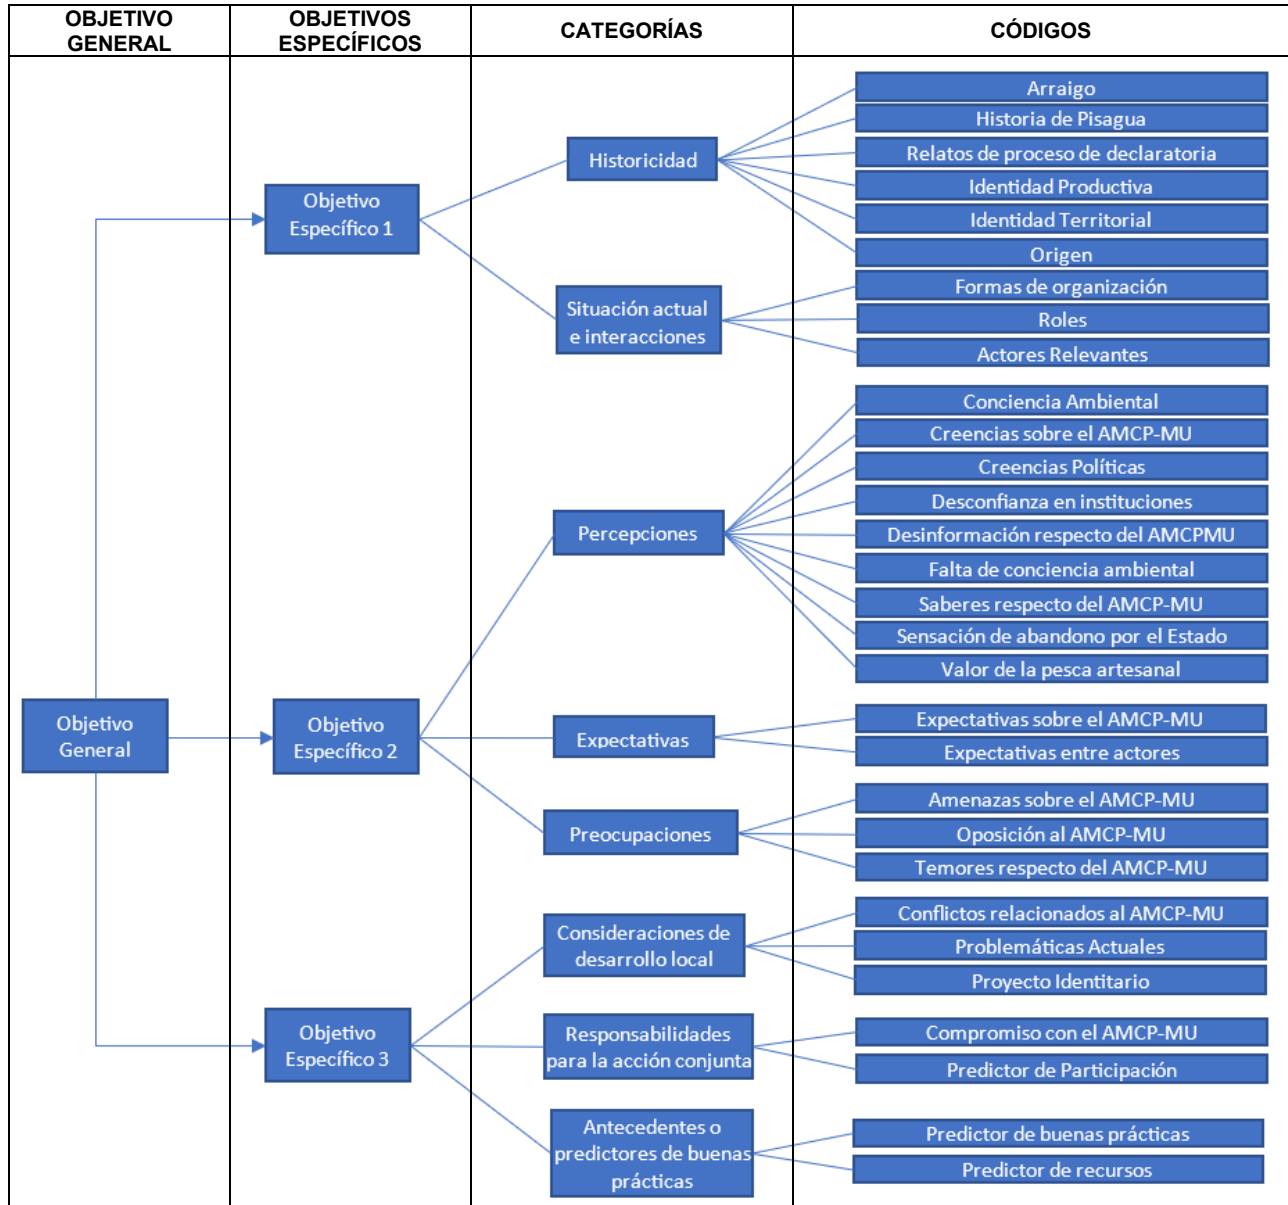 OBJETIVO
GENERAL
OBJETIVOS
ESPECÍFICOS
CATEGORÍAS
CÓDIGOS
Objetivo
General
Objetivo
Específico 1
Historicidad
Arraigo
Historia de Pisagua
Relatos de proceso de declaratoria
Identidad Productiva
Identidad Territorial
Origen
Situación actual
e interacciones
Formas de organización
Roles
Actores Relevantes
Objetivo
Específico 2
Percepciones
Conciencia Ambiental
Creencias sobre el AMCP-MU
Creencias Políticas
Desconfianza en instituciones
Desinformación respecto del AMCPMU
Falta de conciencia ambiental
Saberes respecto del AMCP-MU
Sensación de abandono por el Estado
Valor de la pesca artesanal
Expectativas
Expectativas sobre el AMCP-MU
Expectativas entre actores
Preocupaciones
Amenazas sobre el AMCP-MU
Oposición al AMCP-MU
Temores respecto del AMCP-MU
Objetivo
Específico 3
Consideraciones de
desarrollo local
Conflictos relacionados al AMCP-MU
Problemáticas Actuales
Proyecto Identitario
Responsabilidades
para la acción conjunta
Compromiso con el AMCP-MU
Predictor de Participación
Antecedentes o
predictores de buenas
prácticas
Predictor de buenas prácticas
Predictor de recursos